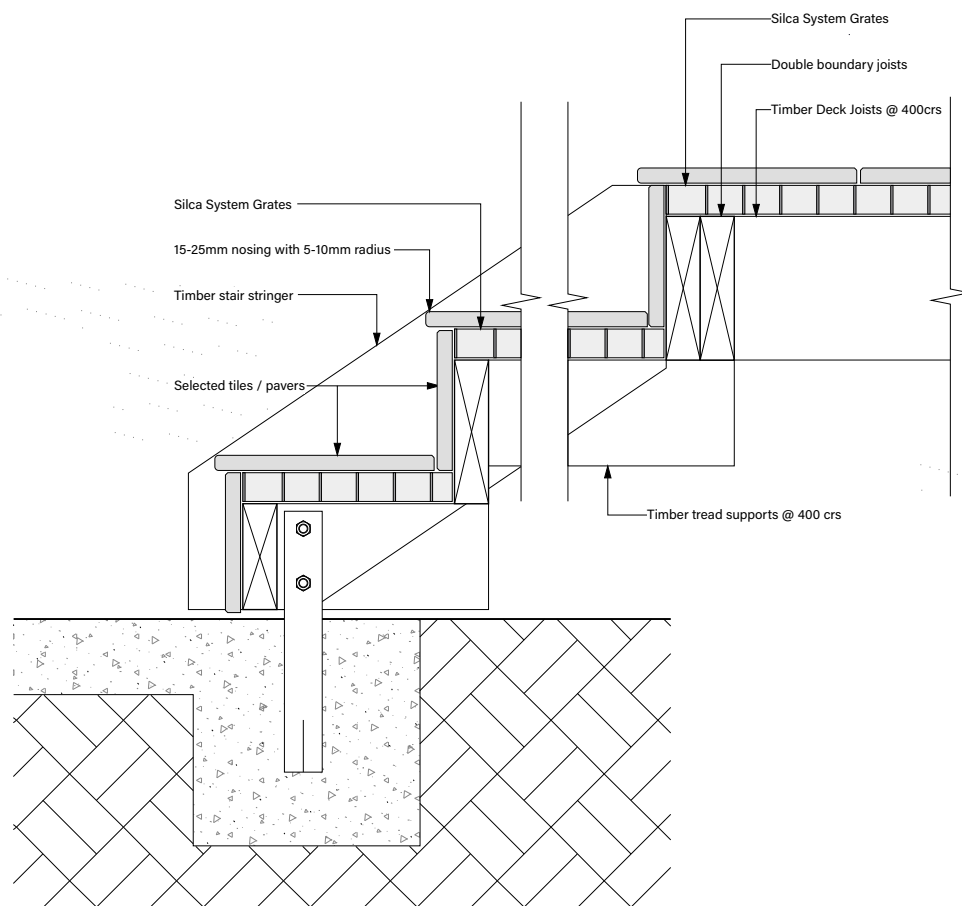 Silca System Grates
Double boundary joists
Timber Deck Joists @ 400crs
Silca System Grates
15-25mm nosing with 5-10mm radius
Timber stair stringer
Selected tiles / pavers
Timber tread supports @ 400 crs